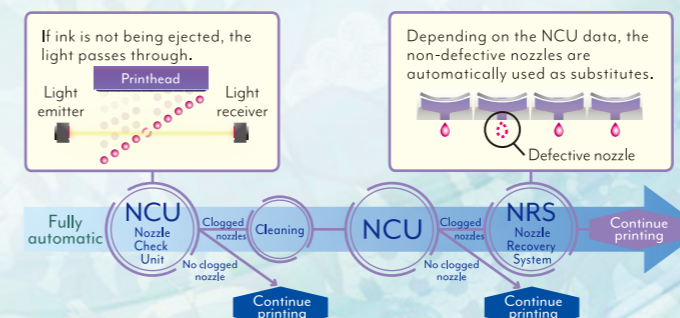 If ink is not being ejected, the
light passes through.
Printhead
Light
emitter
Light
receiver
Depending on the NCU data, the
non-defective nozzles are
automatically used as substitutes.
Defective nozzle
Fully
automatic
NCU
Nozzle
Check
Unit
Clogged
nozzles
No clogged
nozzle
Cleaning
NCU
Clogged
nozzles
No clogged
nozzle
NRS
Nozzle
Recovery
System
Continue
printing
Continue
printing
Continue
printing